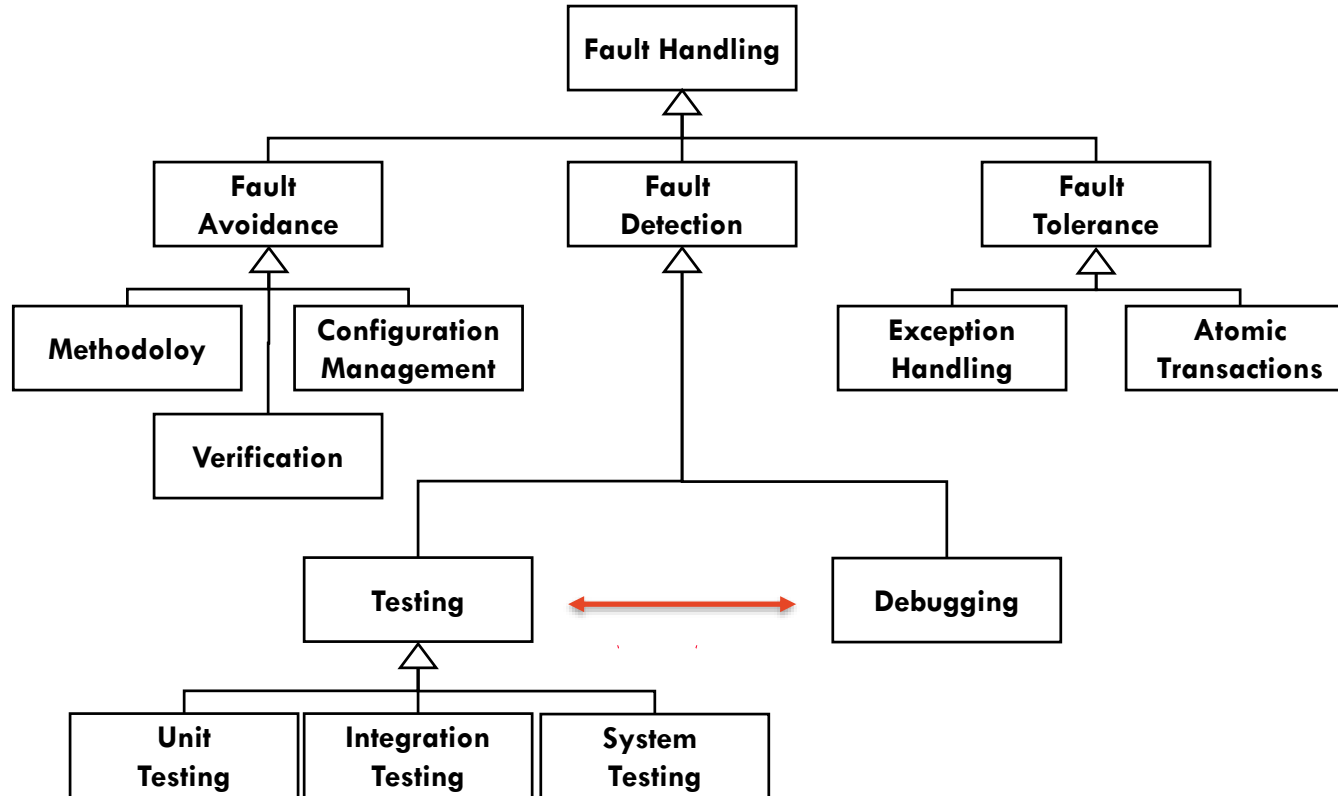 Fault Handling
Fault
Avoidance
Fault
Detection
Fault
Tolerance
Methodoloy
Configuration
Management
Exception
Handling
Atomic
Transactions
Verification
Testing
Debugging
Unit
Testing
Integration
Testing
System
Testing